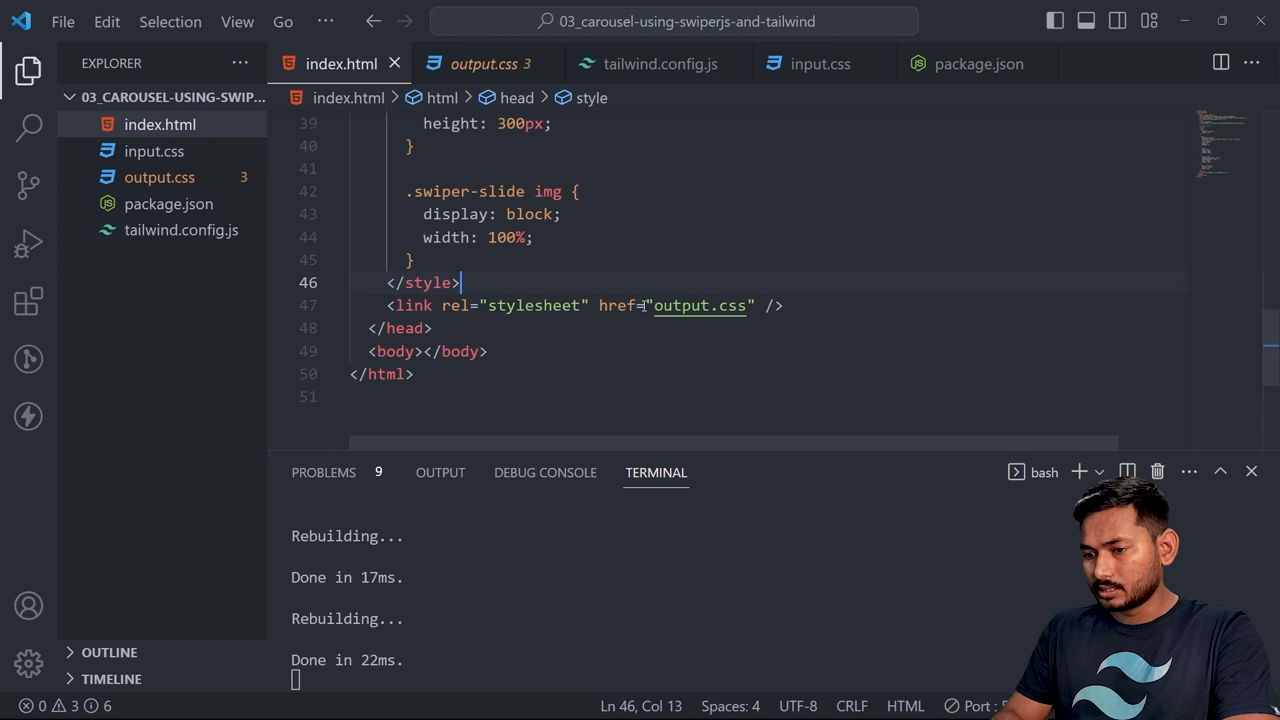 File Edit Selection View Go ··· 03_carousel-using-swiperjs-and-tailwind
EXPLORER ···
index.html output.css 3 tailwind.config.js input.css package.json ···
03_CAROUSEL-USING-SWIP...
index.html
input.css
output.css 3
package.json
tailwind.config.js
OUTLINE
TIMELINE
index.html > html > head > style
39 height: 300px;
40 }
41
42 .swiper-slide img {
43 display: block;
44 width: 100%;
45 }
46 </style>
47 <link rel="stylesheet" href="output.css" />
48 </head>
49 <body></body>
50 </html>
51
PROBLEMS 9 OUTPUT DEBUG CONSOLE TERMINAL bash ···
Rebuilding...
Done in 17ms.
Rebuilding...
Done in 22ms.
0 3 6 Ln 46, Col 13 Spaces: 4 UTF-8 CRLF HTML Port :